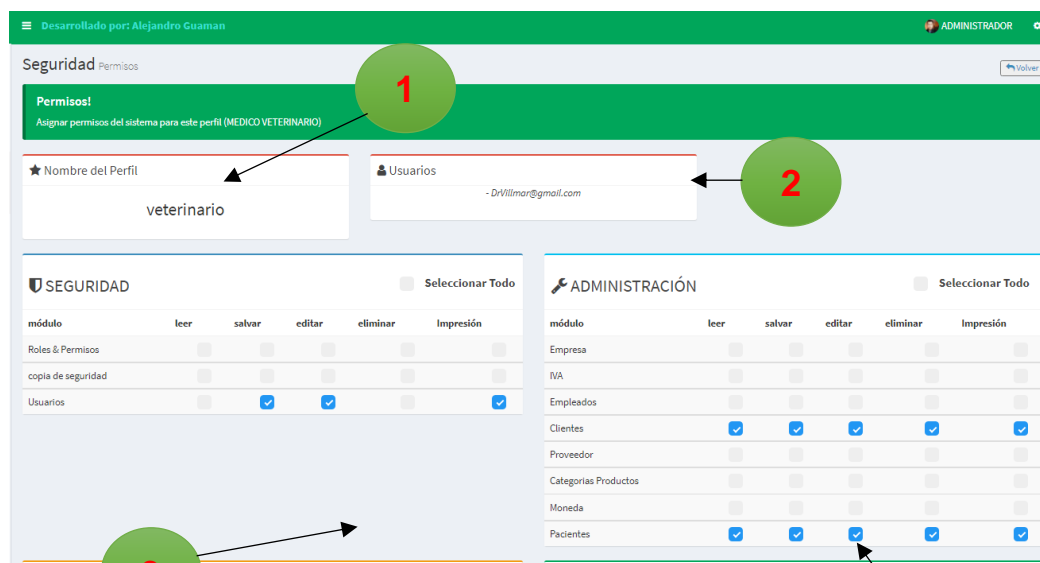 Desarrollado por: Alejandro Guaman
ADMINISTRADOR
Seguridad Permisos
Volver
1
Permisos!
Asignar permisos del sistema para este perfil (MEDICO VETERINARIO)
Nombre del Perfil
veterinario
Usuarios
- DrVillmar@gmail.com
2
SEGURIDAD Seleccionar Todo
módulo leer salvar editar eliminar Impresión
Roles & Permisos
copia de seguridad
Usuarios
ADMINISTRACIÓN Seleccionar Todo
módulo leer salvar editar eliminar Impresión
Empresa
IVA
Empleados
Clientes
Proveedor
Categorias Productos
Moneda
Pacientes